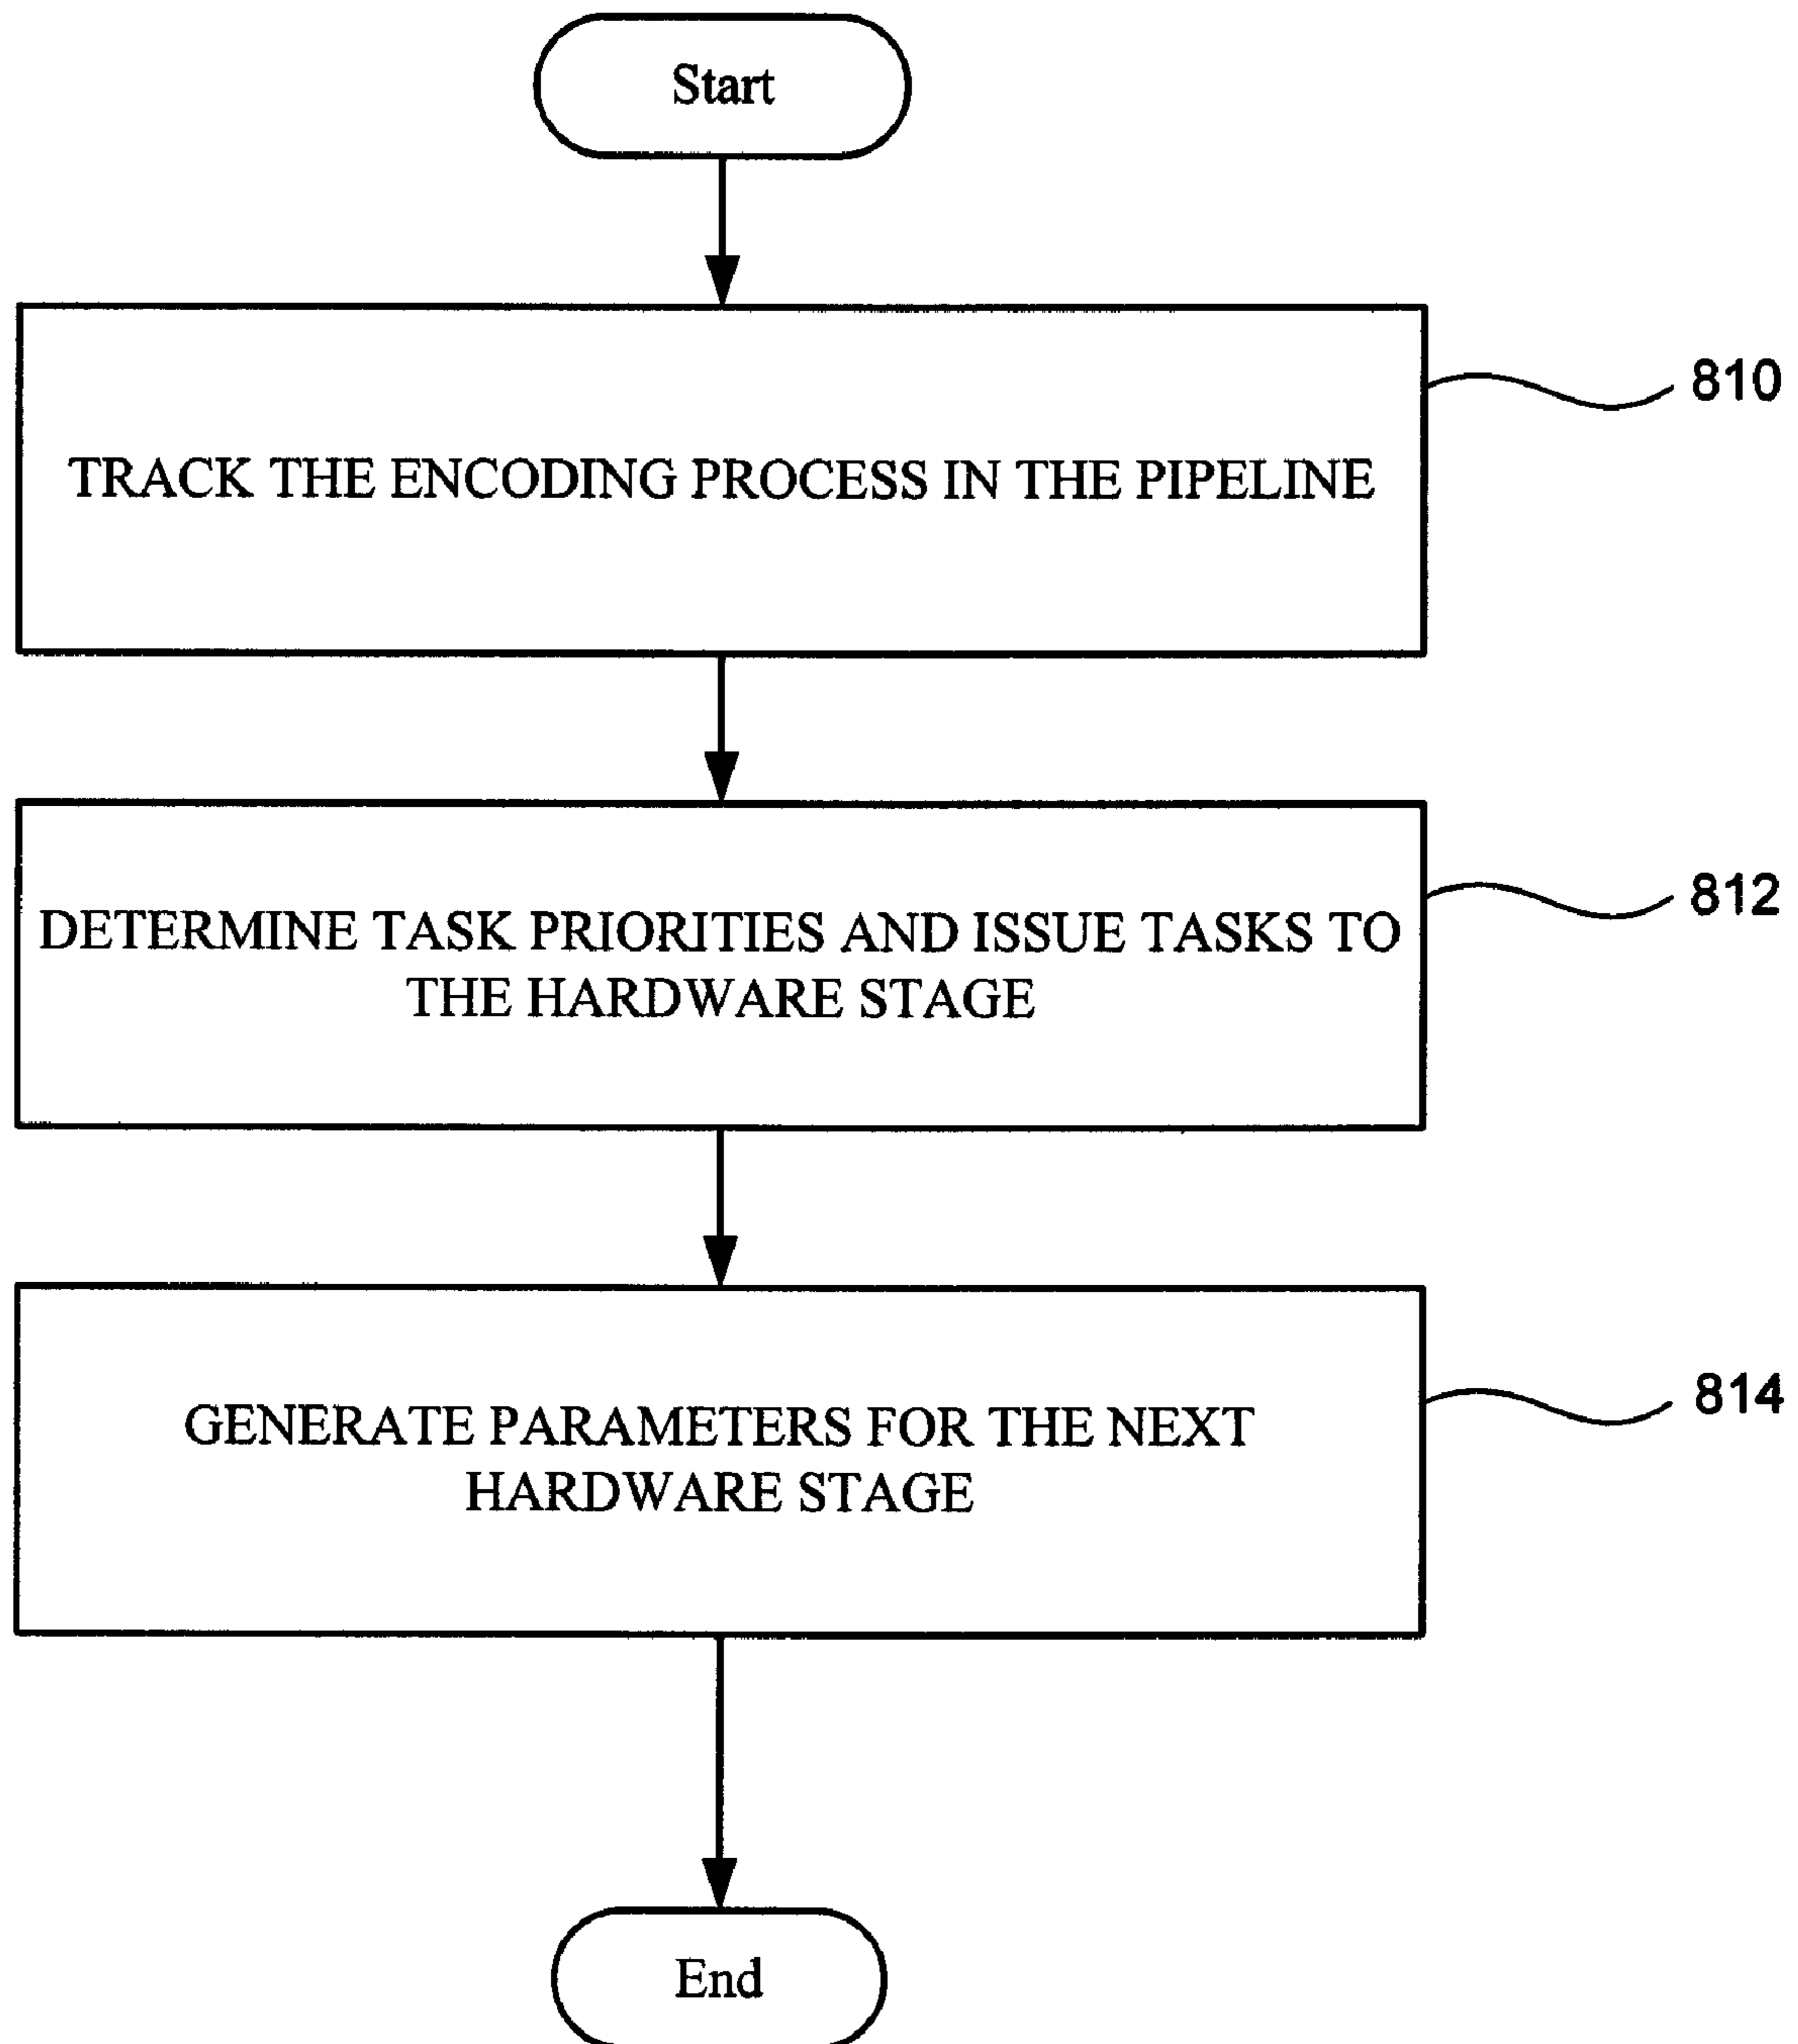 Start
810
TRACK THE ENCODING PROCESS IN THE PIPELINE
812
DETERMINE TASK PRIORITIES AND ISSUE TASKS TO
THE HARDWARE STAGE
814
GENERATE PARAMETERS FOR THE NEXT
HARDWARE STAGE
End